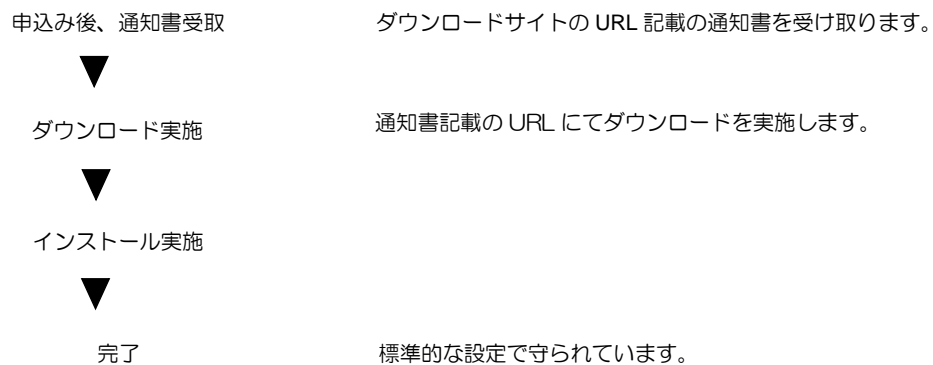 申込み後、通知書受取
ダウンロードサイトの URL 記載の通知書を受け取ります。
ダウンロード実施
通知書記載の URL にてダウンロードを実施します。
インストール実施
完了
標準的な設定で守られています。